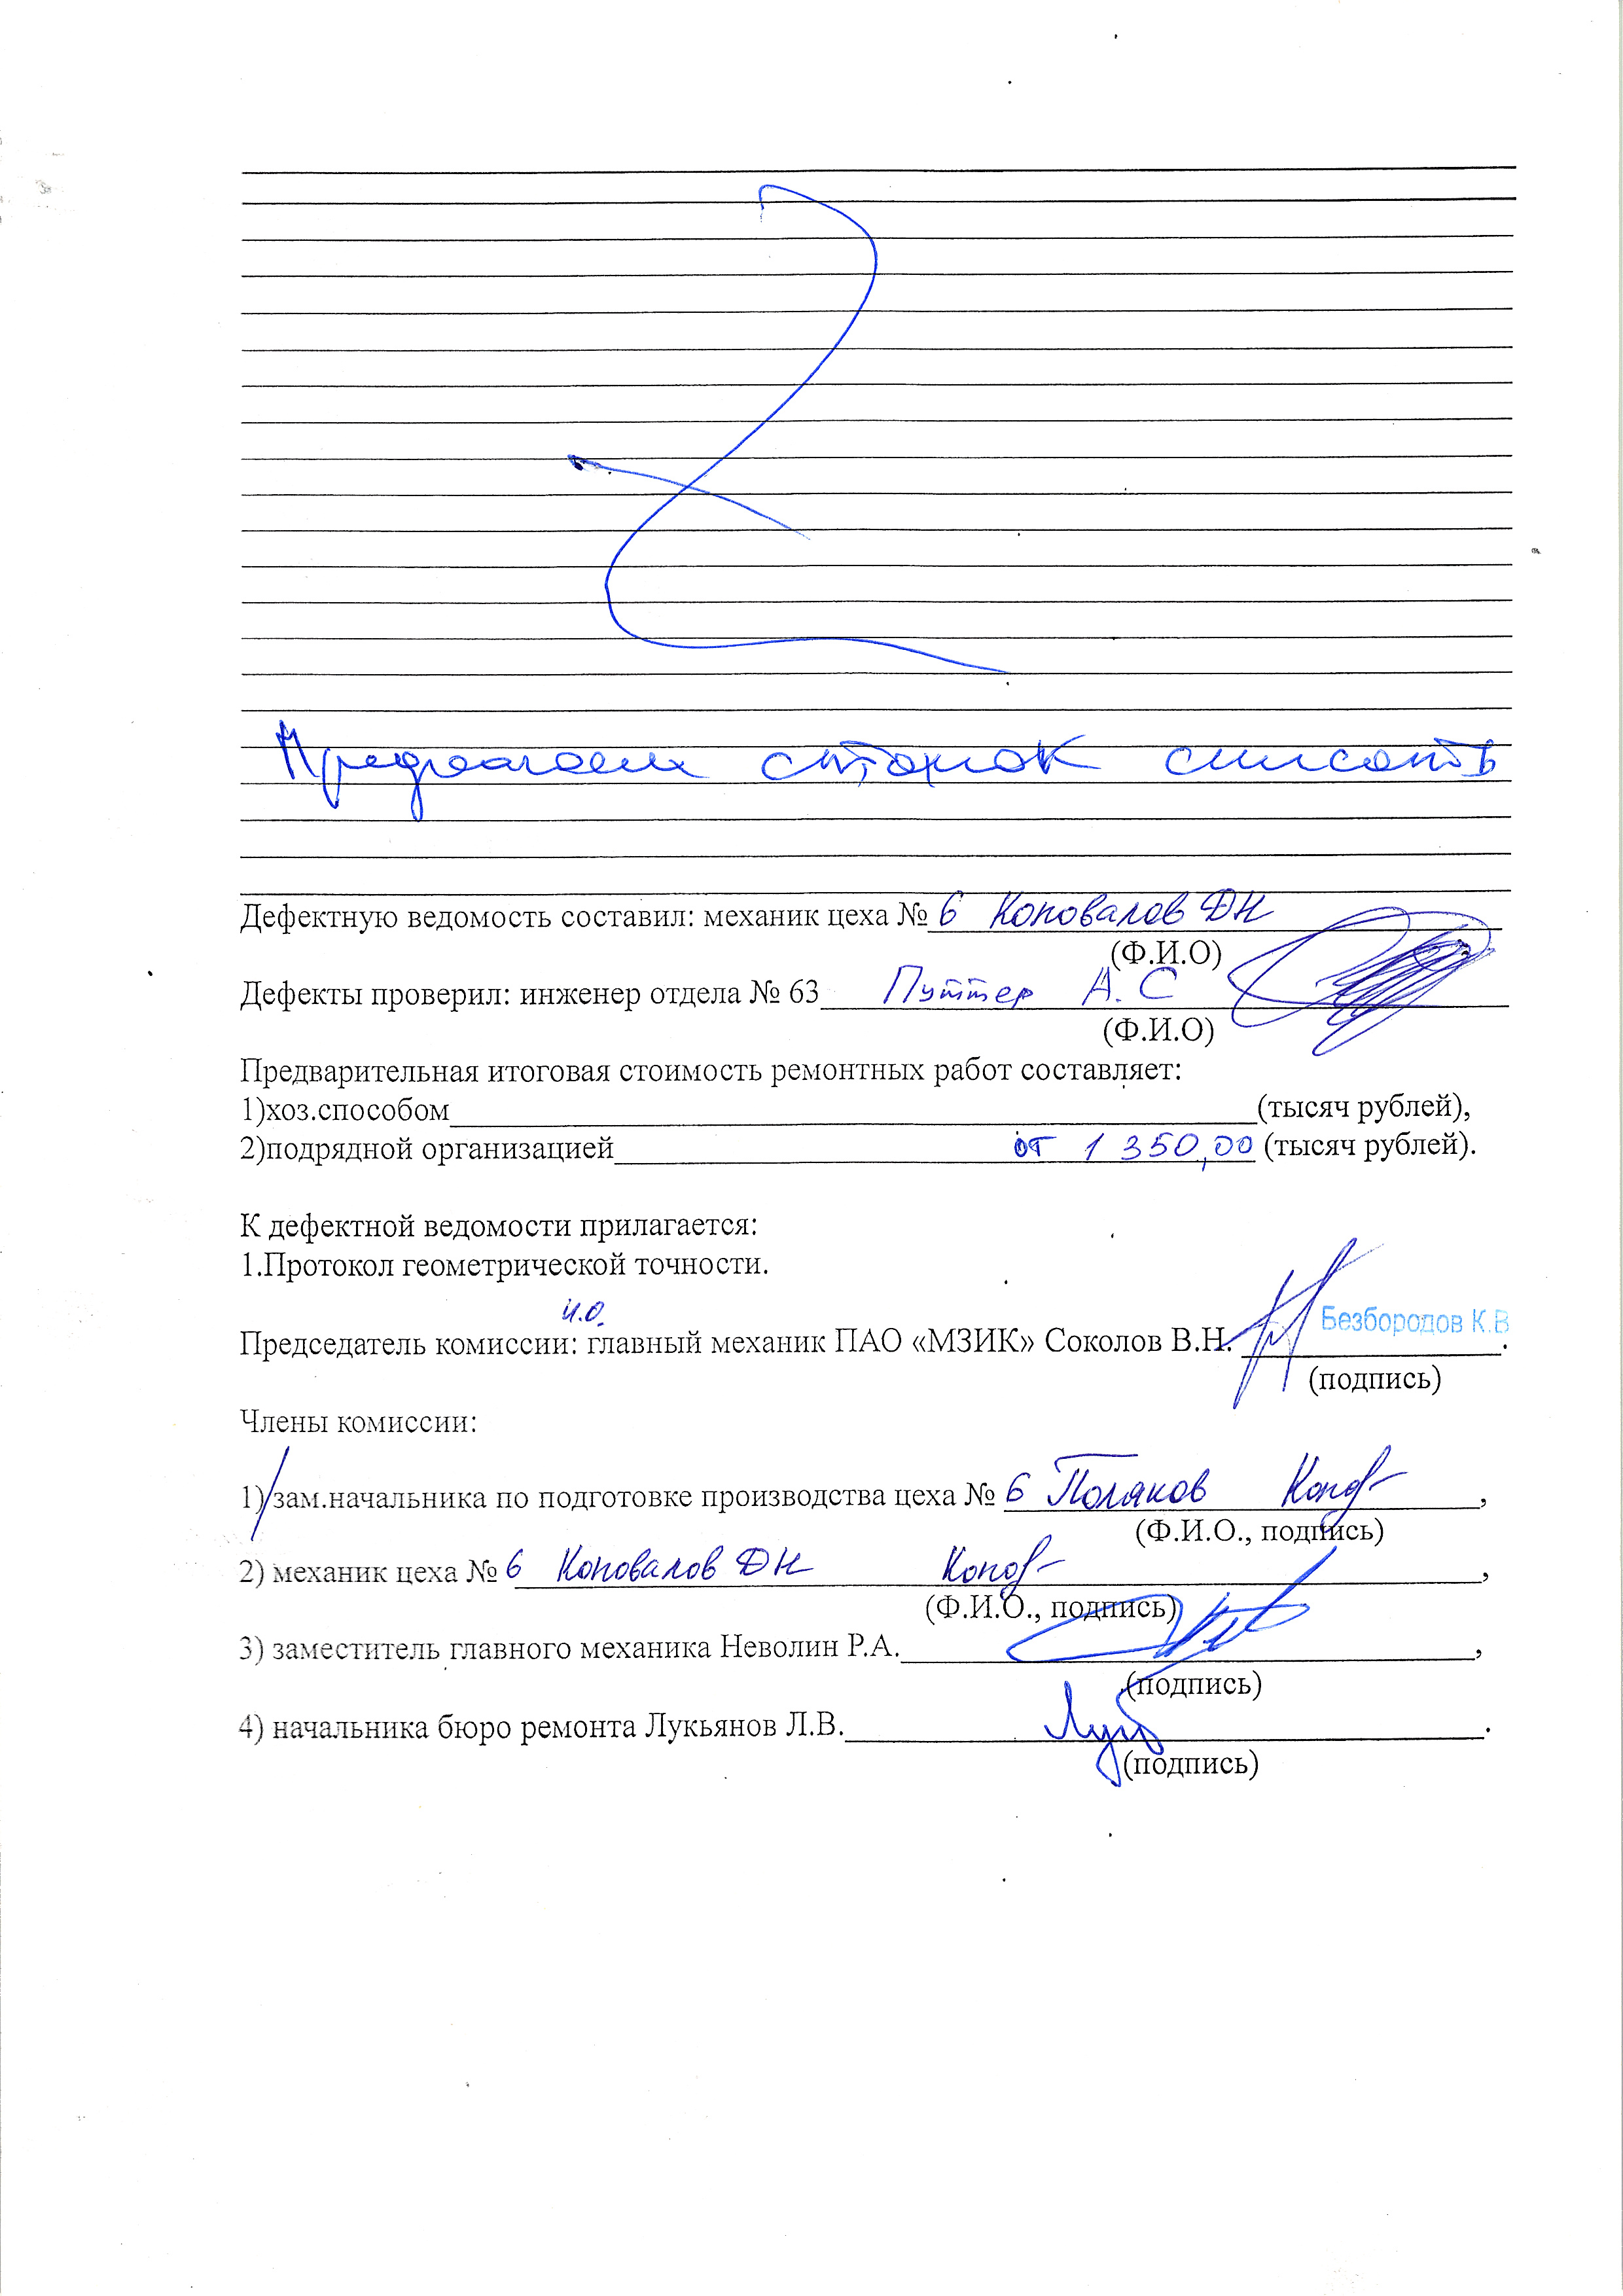 Предлагаем станок списать
Дефектную ведомость составил: механик цеха № 6 Коновалов ДН
(Ф.И.О)
Дефекты проверил: инженер отдела № 63 Путтер А.С
(Ф.И.О)
Предварительная итоговая стоимость ремонтных работ составляет:
1)хоз.способом (тысяч рублей),
2)подрядной организацией от 1 350,00 (тысяч рублей).
К дефектной ведомости прилагается:
1.Протокол геометрической точности.
и.о.
Председатель комиссии: главный механик ПАО «МЗИК» Соколов В.Н. Безбородов К.В.
(подпись)
Члены комиссии:
1) зам.начальника по подготовке производства цеха № 6 Поляков
(Ф.И.О., подпись)
2) механик цеха № 6 Коновалов ДН
(Ф.И.О., подпись)
3) заместитель главного механика Неволин Р.А.,
(подпись)
4) начальника бюро ремонта Лукьянов Л.В.
(подпись)